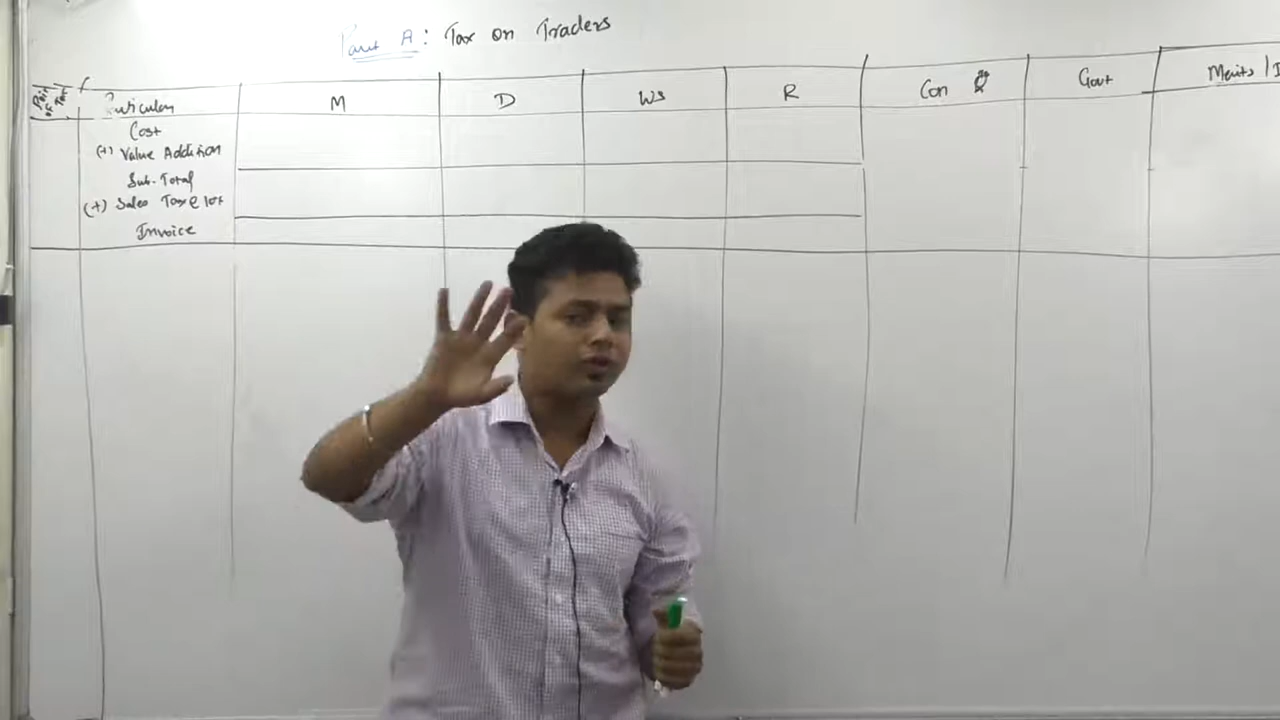 Part A: Tax on Traders
Particulars M D WS R Con Govt Merits /
Cost
(+) Value Addition
Sub-Total
(+) Sales Tax @ 10%
Invoice